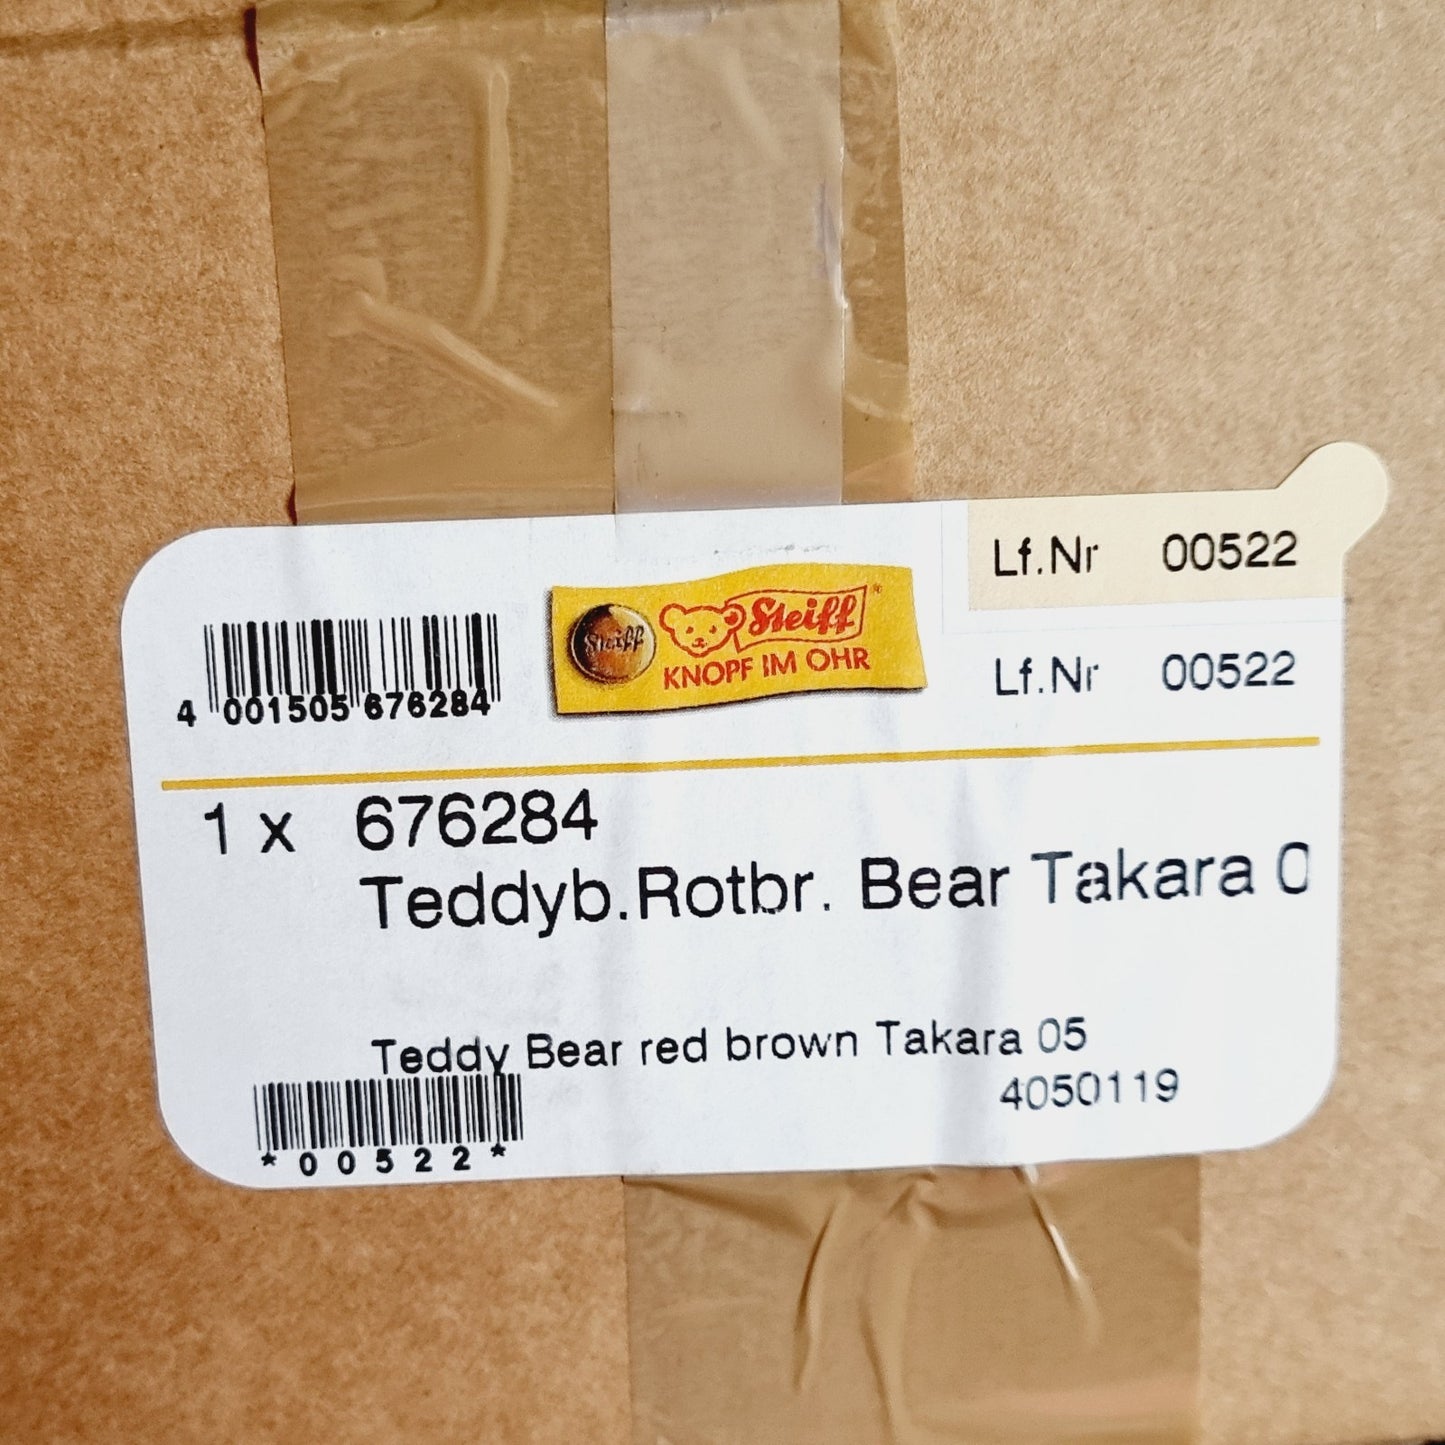 Lf.Nr 00522
Steiff
Steiff
KNOPF IM OHR
®
Lf.Nr 00522
4 001505 676284
1 x 676284
Teddyb.Rotbr. Bear Takara 0
Teddy Bear red brown Takara 05
4050119
*00522*